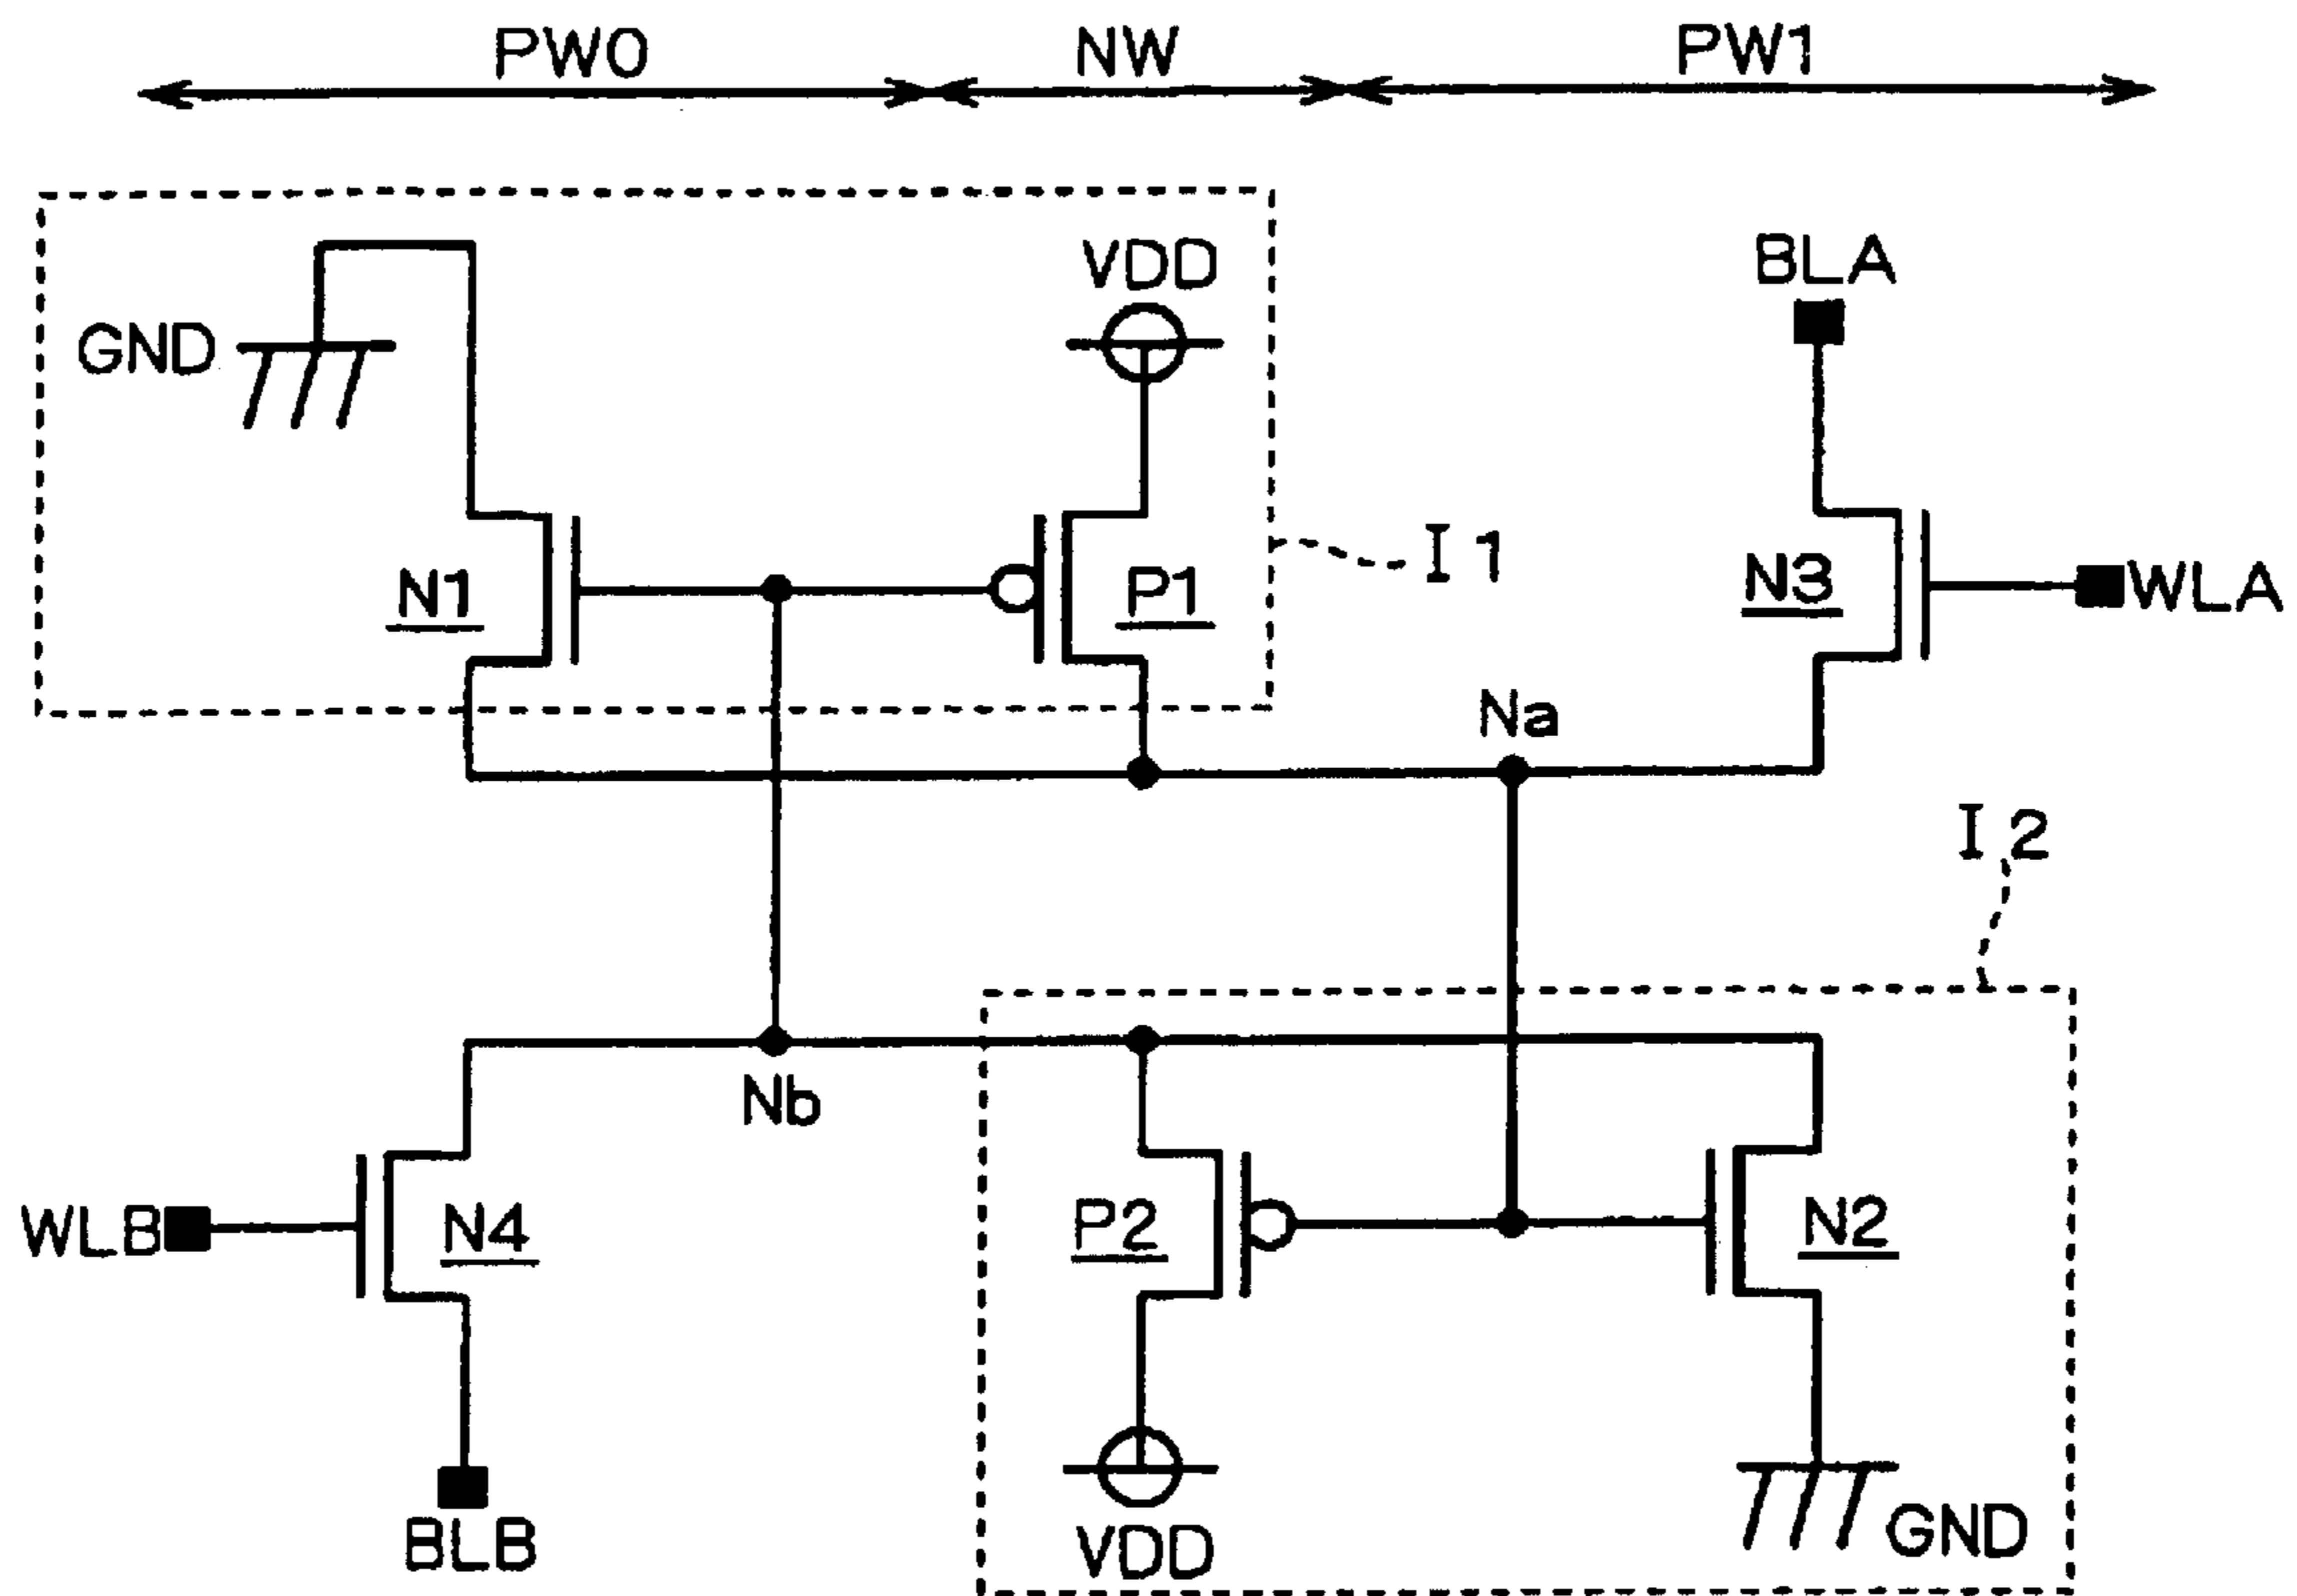 PW0 NW PW1
VDD
BLA
GND
I1
N1
P1
N3
WLA
Na
I2
Nb
WLB
N4
P2
N2
BLB
VDD
GND